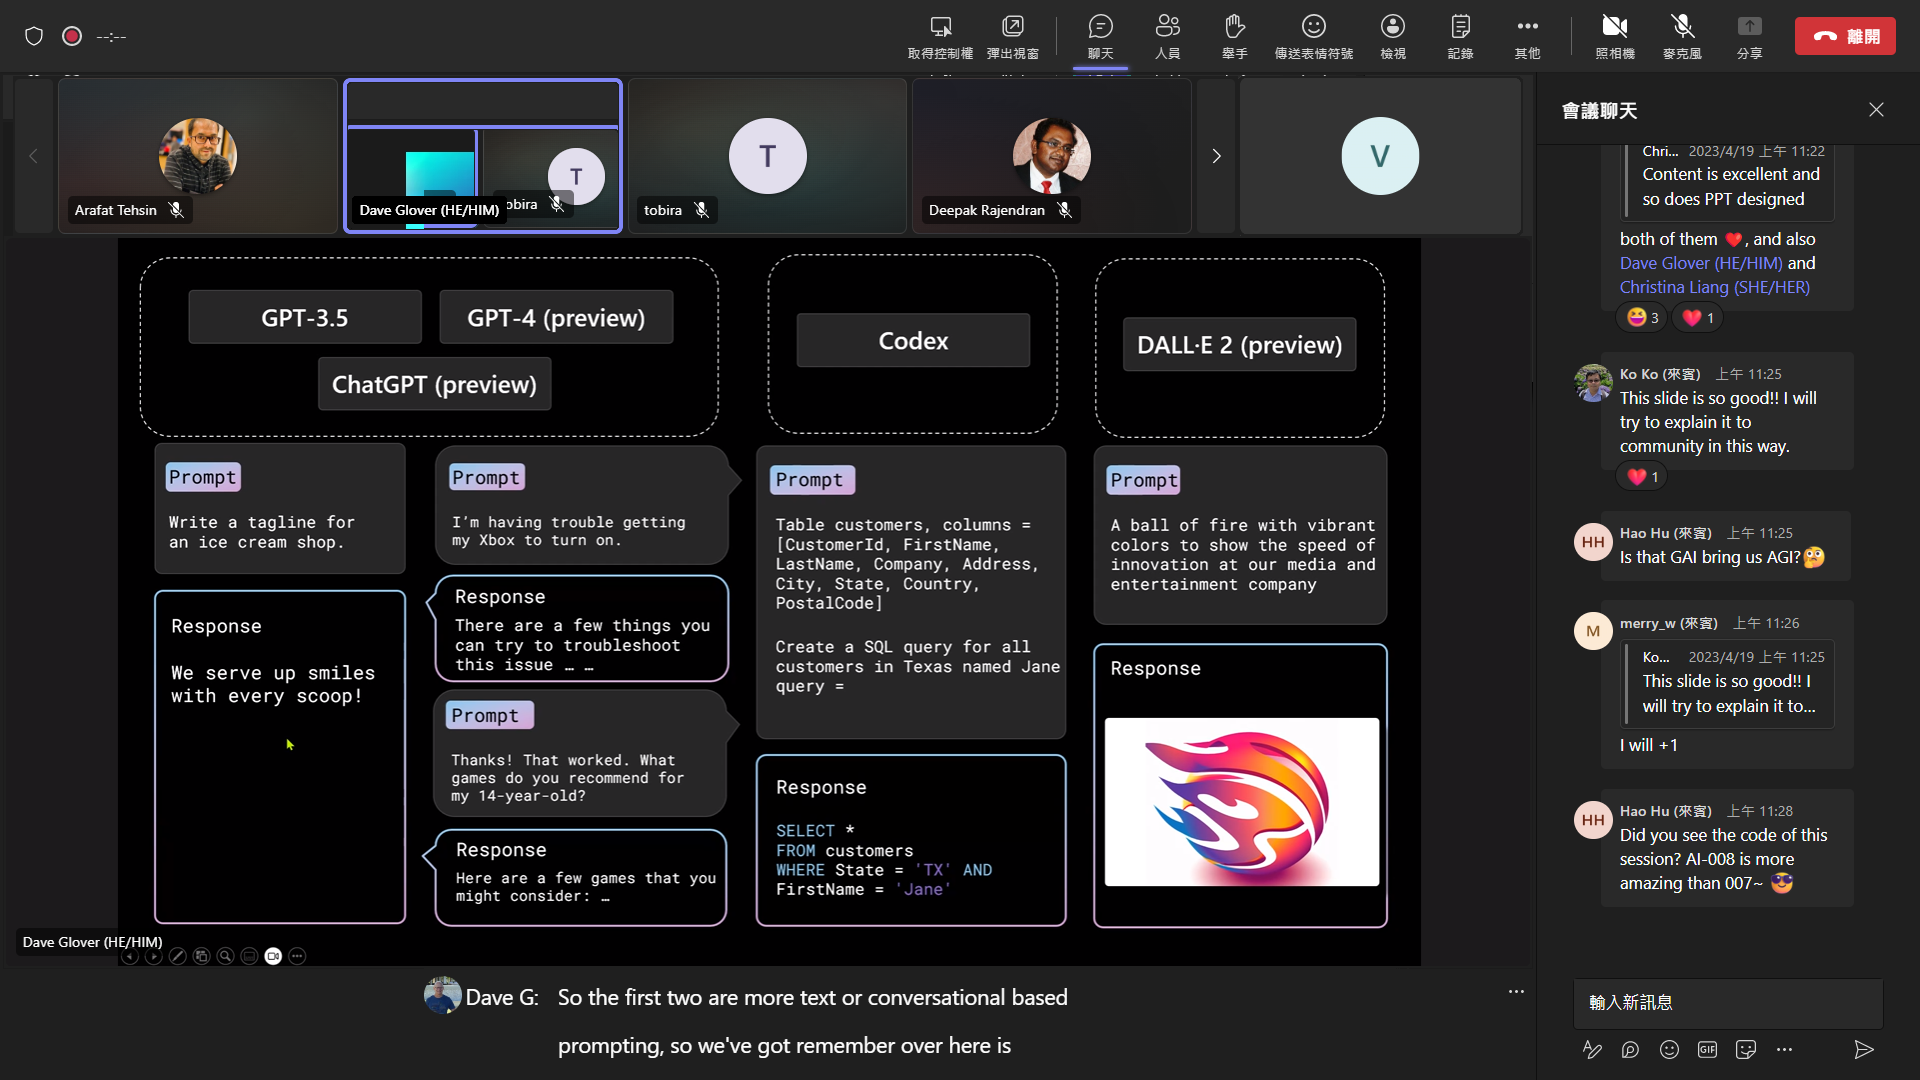 --:--
取得控制權
彈出視窗
聊天
人員
舉手
傳送表情符號
檢視
記錄
其他
照相機
麥克風
分享
離開
Arafat Tehsin
T
obira
Dave Glover (HE/HIM)
T
tobira
Deepak Rajendran
V
GPT-3.5
GPT-4 (preview)
ChatGPT (preview)
Codex
DALL·E 2 (preview)
Prompt
Write a tagline for
an ice cream shop.
Response
We serve up smiles
with every scoop!
Prompt
I'm having trouble getting
my Xbox to turn on.
Response
There are a few things you
can try to troubleshoot
this issue … …
Prompt
Thanks! That worked. What
games do you recommend for
my 14-year-old?
Response
Here are a few games that you
might consider: …
Prompt
Table customers, columns =
[CustomerId, FirstName,
LastName, Company, Address,
City, State, Country,
PostalCode]
Create a SQL query for all
customers in Texas named Jane
query =
Response
SELECT *
FROM customers
WHERE State = 'TX' AND
FirstName = 'Jane'
Prompt
A ball of fire with vibrant
colors to show the speed of
innovation at our media and
entertainment company
Response
Dave Glover (HE/HIM)
Dave G: So the first two are more text or conversational based
prompting, so we've got remember over here is
會議聊天
Chri... 2023/4/19 上午 11:22
Content is excellent and
so does PPT designed
both of them ❤️, and also
Dave Glover (HE/HIM) and
Christina Liang (SHE/HER)
😆 3 ❤️ 1
Ko Ko (來賓) 上午 11:25
This slide is so good!! I will
try to explain it to
community in this way.
❤️ 1
HH
Hao Hu (來賓) 上午 11:25
Is that GAI bring us AGI?🤔
M
merry_w (來賓) 上午 11:26
Ko... 2023/4/19 上午 11:25
This slide is so good!! I
will try to explain it to...
I will +1
HH
Hao Hu (來賓) 上午 11:28
Did you see the code of this
session? AI-008 is more
amazing than 007~ 😎
輸入新訊息
GIF